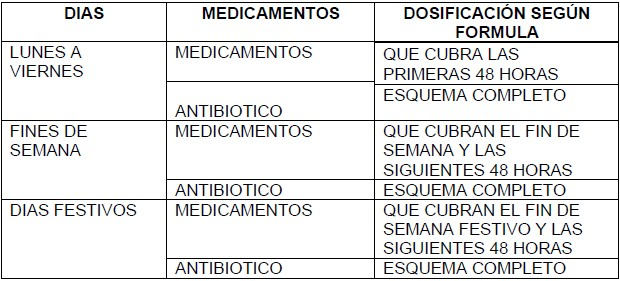 DIAS MEDICAMENTOS DOSIFICACIÓN SEGÚN
FORMULA
LUNES A MEDICAMENTOS QUE CUBRA LAS
VIERNES PRIMERAS 48 HORAS
ANTIBIOTICO ESQUEMA COMPLETO
FINES DE MEDICAMENTOS QUE CUBRAN EL FIN DE
SEMANA SEMANA Y LAS
SIGUIENTES 48 HORAS
ANTIBIOTICO ESQUEMA COMPLETO
DIAS FESTIVOS MEDICAMENTOS QUE CUBRAN EL FIN DE
SEMANA FESTIVO Y LAS
SIGUIENTES 48 HORAS
ANTIBIOTICO ESQUEMA COMPLETO